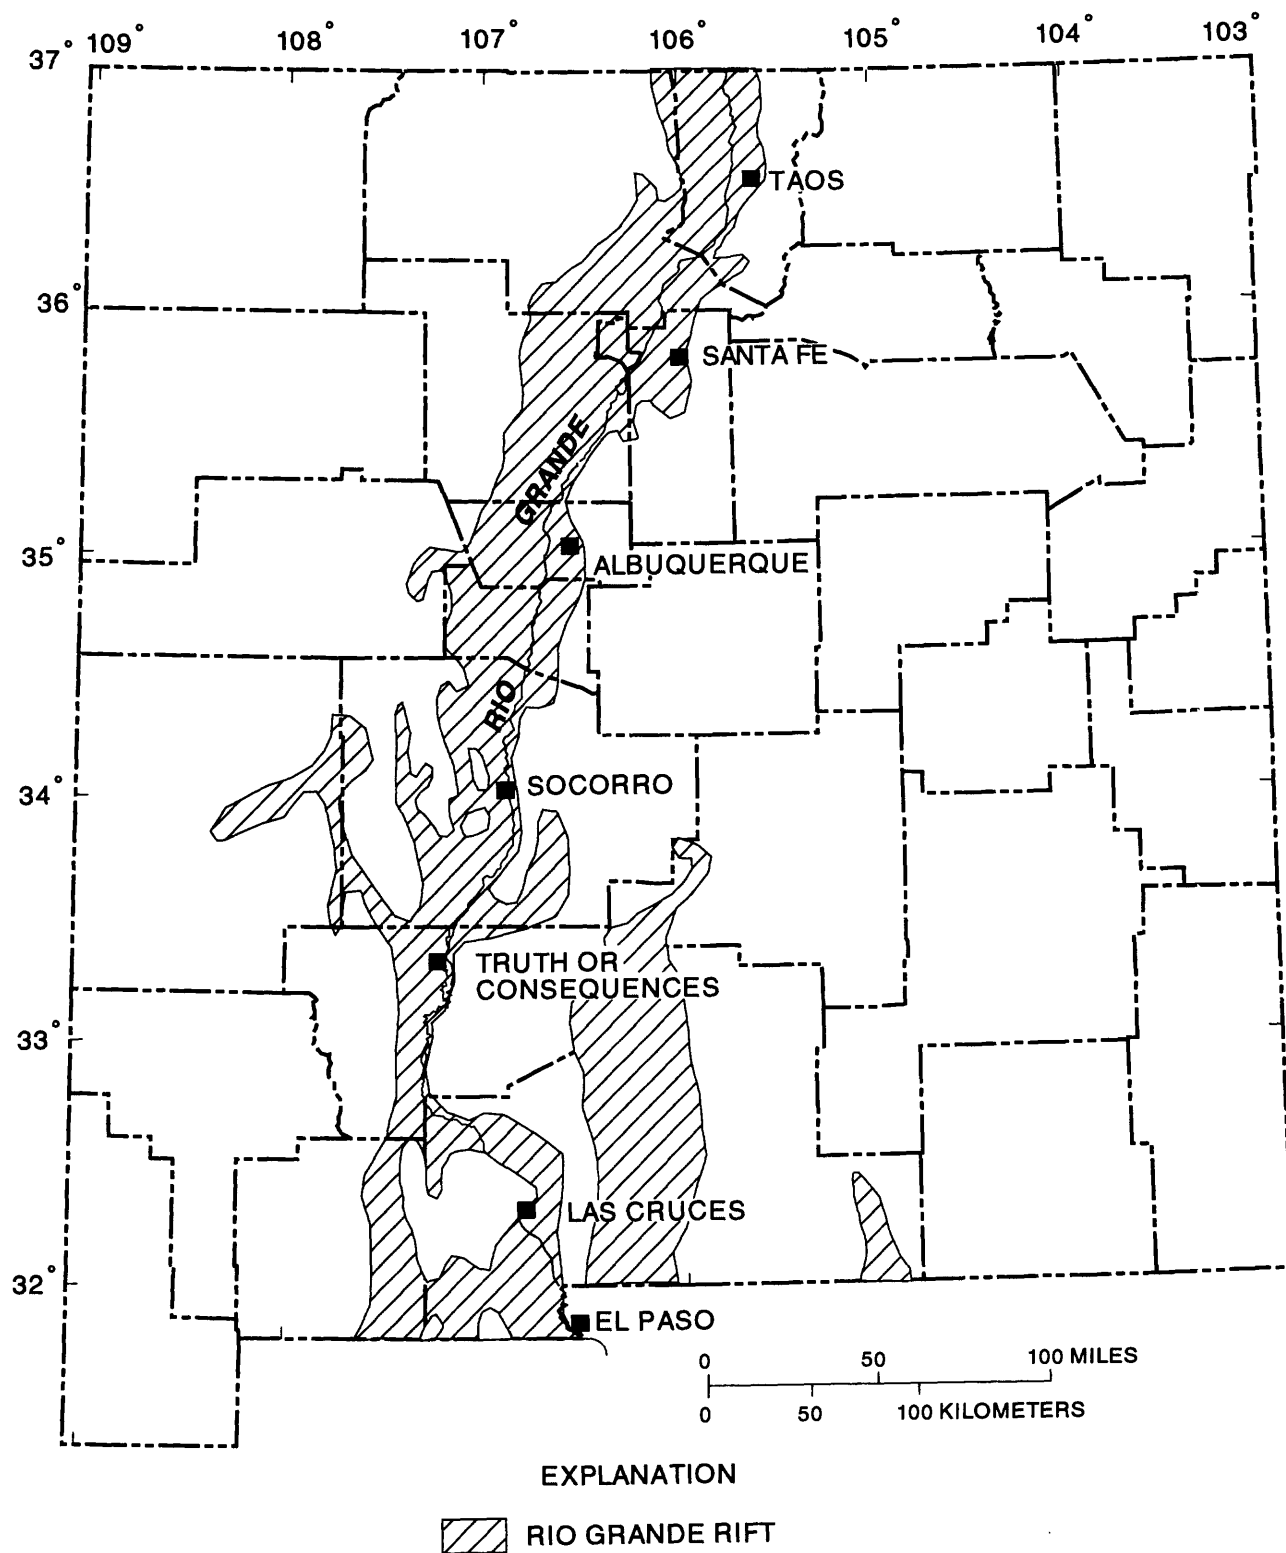 109° 108° 107° 106° 105° 104° 103°
37°
TAOS
36°
SANTA FE
RIO GRANDE
35°
ALBUQUERQUE
34°
SOCORRO
TRUTH OR
CONSEQUENCES
33°
LAS CRUCES
32°
EL PASO
0 50 100 MILES
0 50 100 KILOMETERS
EXPLANATION
RIO GRANDE RIFT